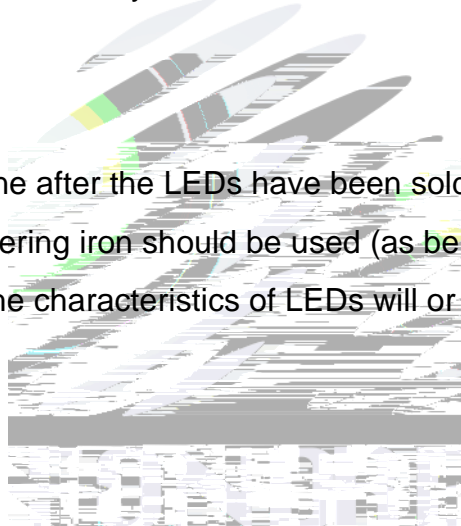 ne after the LEDs have been sold
ering iron should be used (as be
ne characteristics of LEDs will or